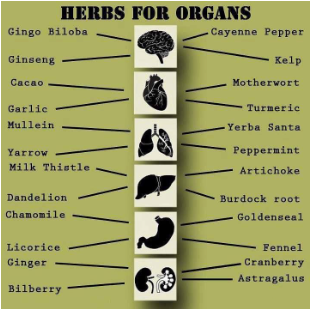 HERBS FOR ORGANS
Gingo Biloba
Cayenne Pepper
Ginseng
Kelp
Cacao
Motherwort
Garlic
Turmeric
Mullein
Yerba Santa
Yarrow
Peppermint
Milk Thistle
Artichoke
Dandelion
Burdock root
Chamomile
Goldenseal
Licorice
Fennel
Ginger
Cranberry
Bilberry
Astragalus